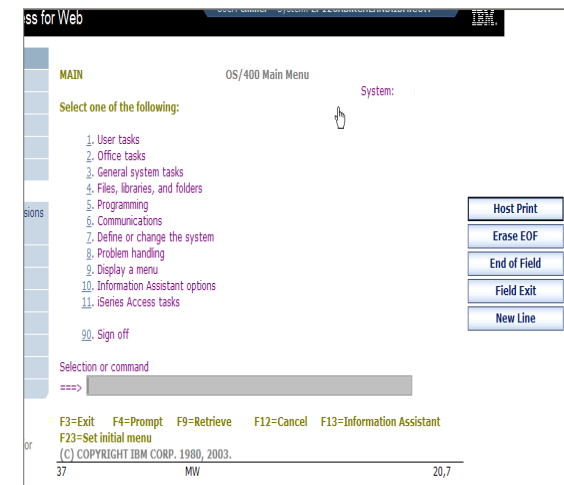 ss for Web
IBM.
MAIN OS/400 Main Menu
System:
Select one of the following:
1. User tasks
2. Office tasks
3. General system tasks
4. Files, libraries, and folders
5. Programming
6. Communications
7. Define or change the system
8. Problem handling
9. Display a menu
10. Information Assistant options
11. iSeries Access tasks
90. Sign off
Selection or command
===>
F3=Exit F4=Prompt F9=Retrieve F12=Cancel F13=Information Assistant
F23=Set initial menu
(C) COPYRIGHT IBM CORP. 1980, 2003.
37 MW 20,7
sions
or
Host Print
Erase EOF
End of Field
Field Exit
New Line